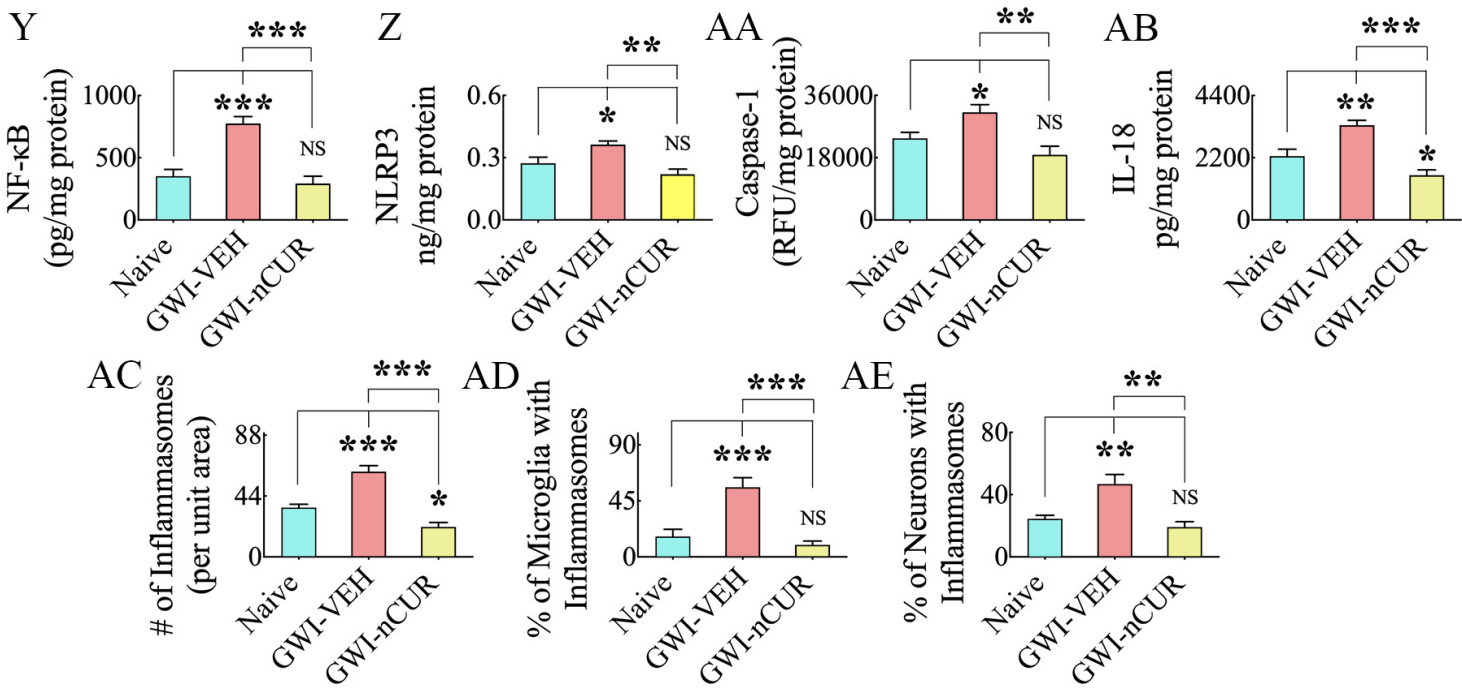 Y
NF-κB
(pg/mg protein)
***
1000
500
0
***
NS
Naive
GWI-VEH
GWI-nCUR
Z
NLRP3
ng/mg protein
**
0.6
0.3
0.0
*
NS
Naive
GWI-VEH
GWI-nCUR
AA
Caspase-1
(RFU/mg protein)
**
36000
18000
0
*
NS
Naive
GWI-VEH
GWI-nCUR
AB
IL-18
pg/mg protein
***
4400
2200
0
**
*
Naive
GWI-VEH
GWI-nCUR
AC
# of Inflammasomes
(per unit area)
***
88
44
0
***
*
Naive
GWI-VEH
GWI-nCUR
AD
% of Microglia with
Inflammasomes
***
90
45
0
***
NS
Naive
GWI-VEH
GWI-nCUR
AE
% of Neurons with
Inflammasomes
**
80
40
0
**
NS
Naive
GWI-VEH
GWI-nCUR